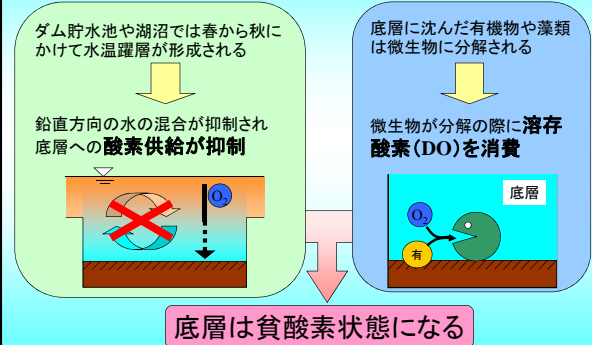 ダム貯水池や湖沼では春から秋に
かけて水温躍層が形成される
鉛直方向の水の混合が抑制され
底層への酸素供給が抑制
O₂
底層に沈んだ有機物や藻類
は微生物に分解される
微生物が分解の際に溶存
酸素(DO)を消費
底層
O₂
有
底層は貧酸素状態になる